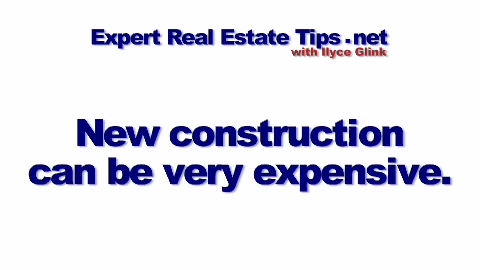 Expert Real Estate Tips.net
with Ilyce Glink
New construction
can be very expensive.